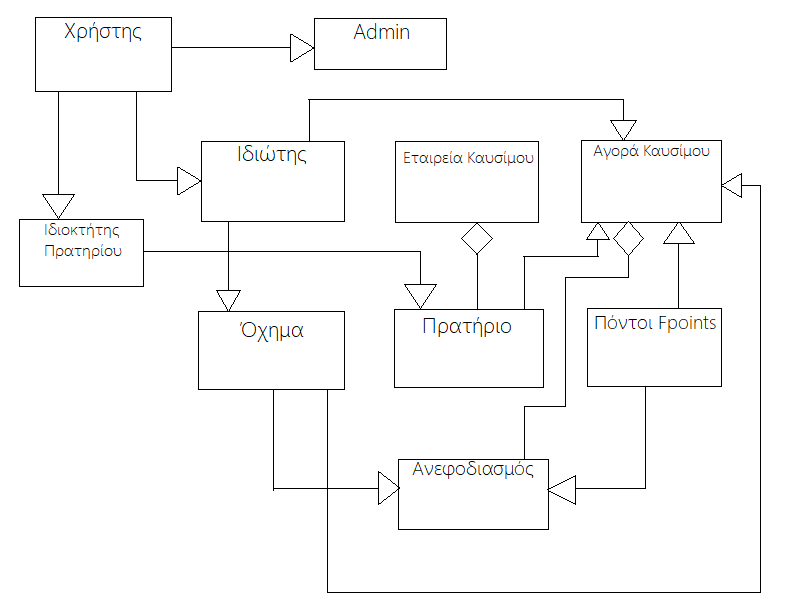 Χρήστης
Admin
Ιδιώτης
Εταιρεία Καυσίμου
Αγορά Καυσίμου
Ιδιοκτήτης
Πρατηρίου
Όχημα
Πρατήριο
Πόντοι Fpoints
Ανεφοδιασμός